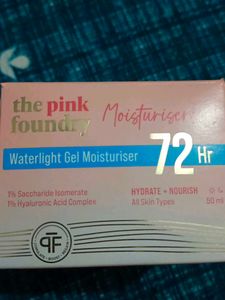 the pink
foundry
Moisturiser
Waterlight Gel Moisturiser
72 Hr
1% Saccharide Isomerate
1% Hyaluronic Acid Complex
HYDRATE + NOURISH
All Skin Types
50 ml